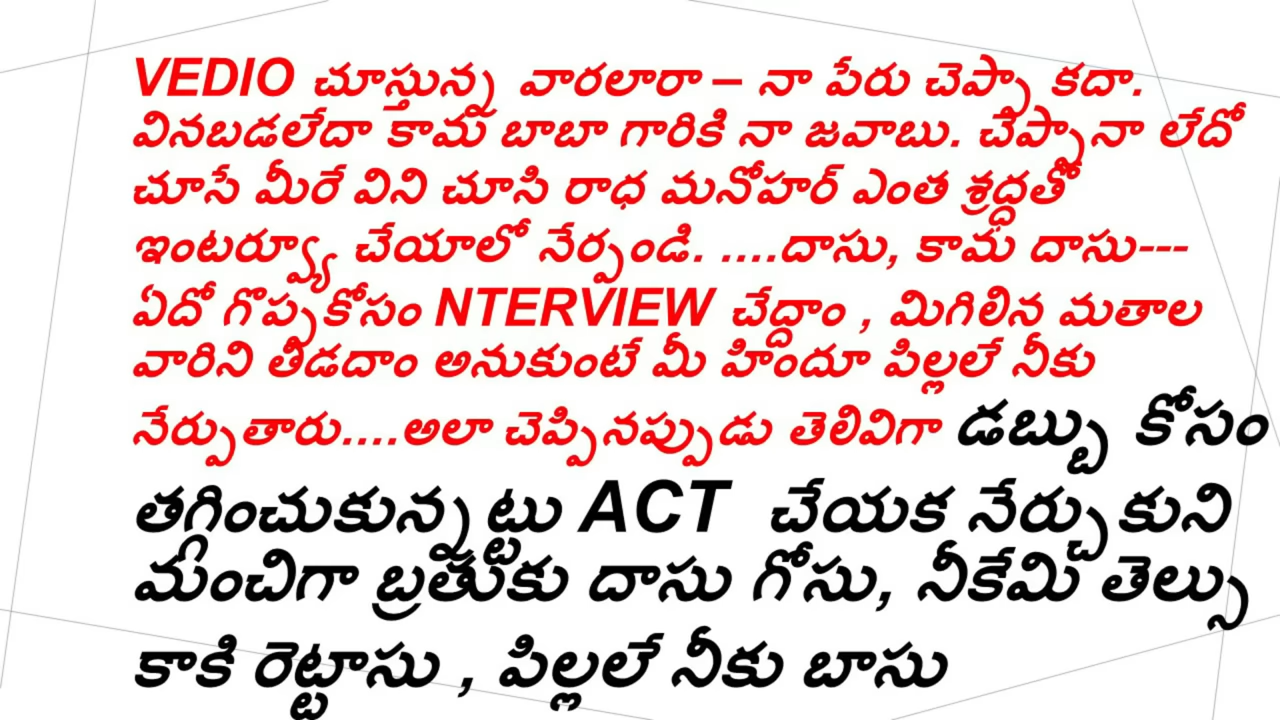 VEDIO చూస్తున్న వారలారా – నా పేరు చెప్పా కదా.
వినబడలేదా కామ బాబా గారికి నా జవాబు. చెప్పానా లేదో
చూసే మీరే విని చూసి రాధ మనోహర్ ఎంత శ్రద్ధతో
ఇంటర్వ్యూ చేయాలో నేర్పండి. ....దాసు, కామ దాసు---
ఏదో గొప్పకోసం NTERVIEW చేద్దాం , మిగిలిన మతాల
వారిని తిడదాం అనుకుంటే మీ హిందూ పిల్లలే నీకు
నేర్పుతారు....అలా చెప్పినప్పుడు తెలివిగా డబ్బు కోసం
తగ్గించుకున్నట్టు ACT చేయక నేర్చుకుని
మంచిగా బ్రతుకు దాసు గోసు, నీకేమి తెల్సు
కాకి రెట్టాసు , పిల్లలే నీకు బాసు